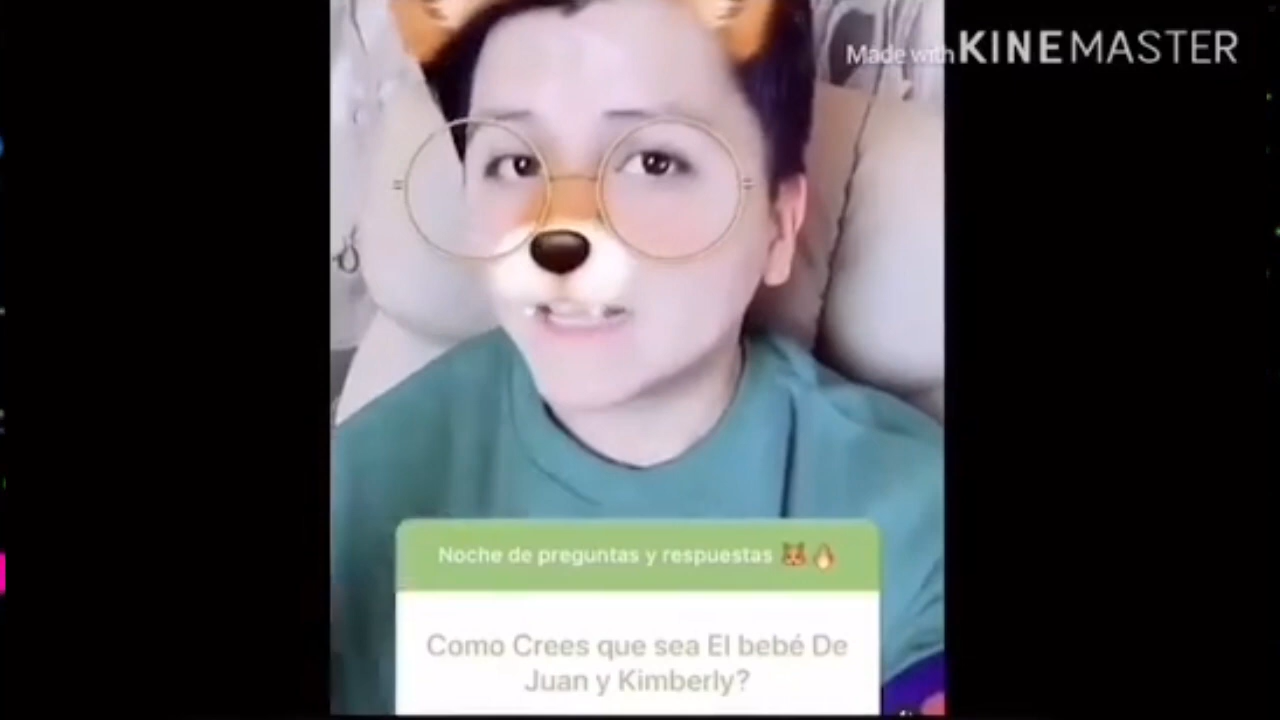 Made with KINEMASTER
Noche de preguntas y respuestas 🐱🔥
Como Crees que sea El bebé De
Juan y Kimberly?